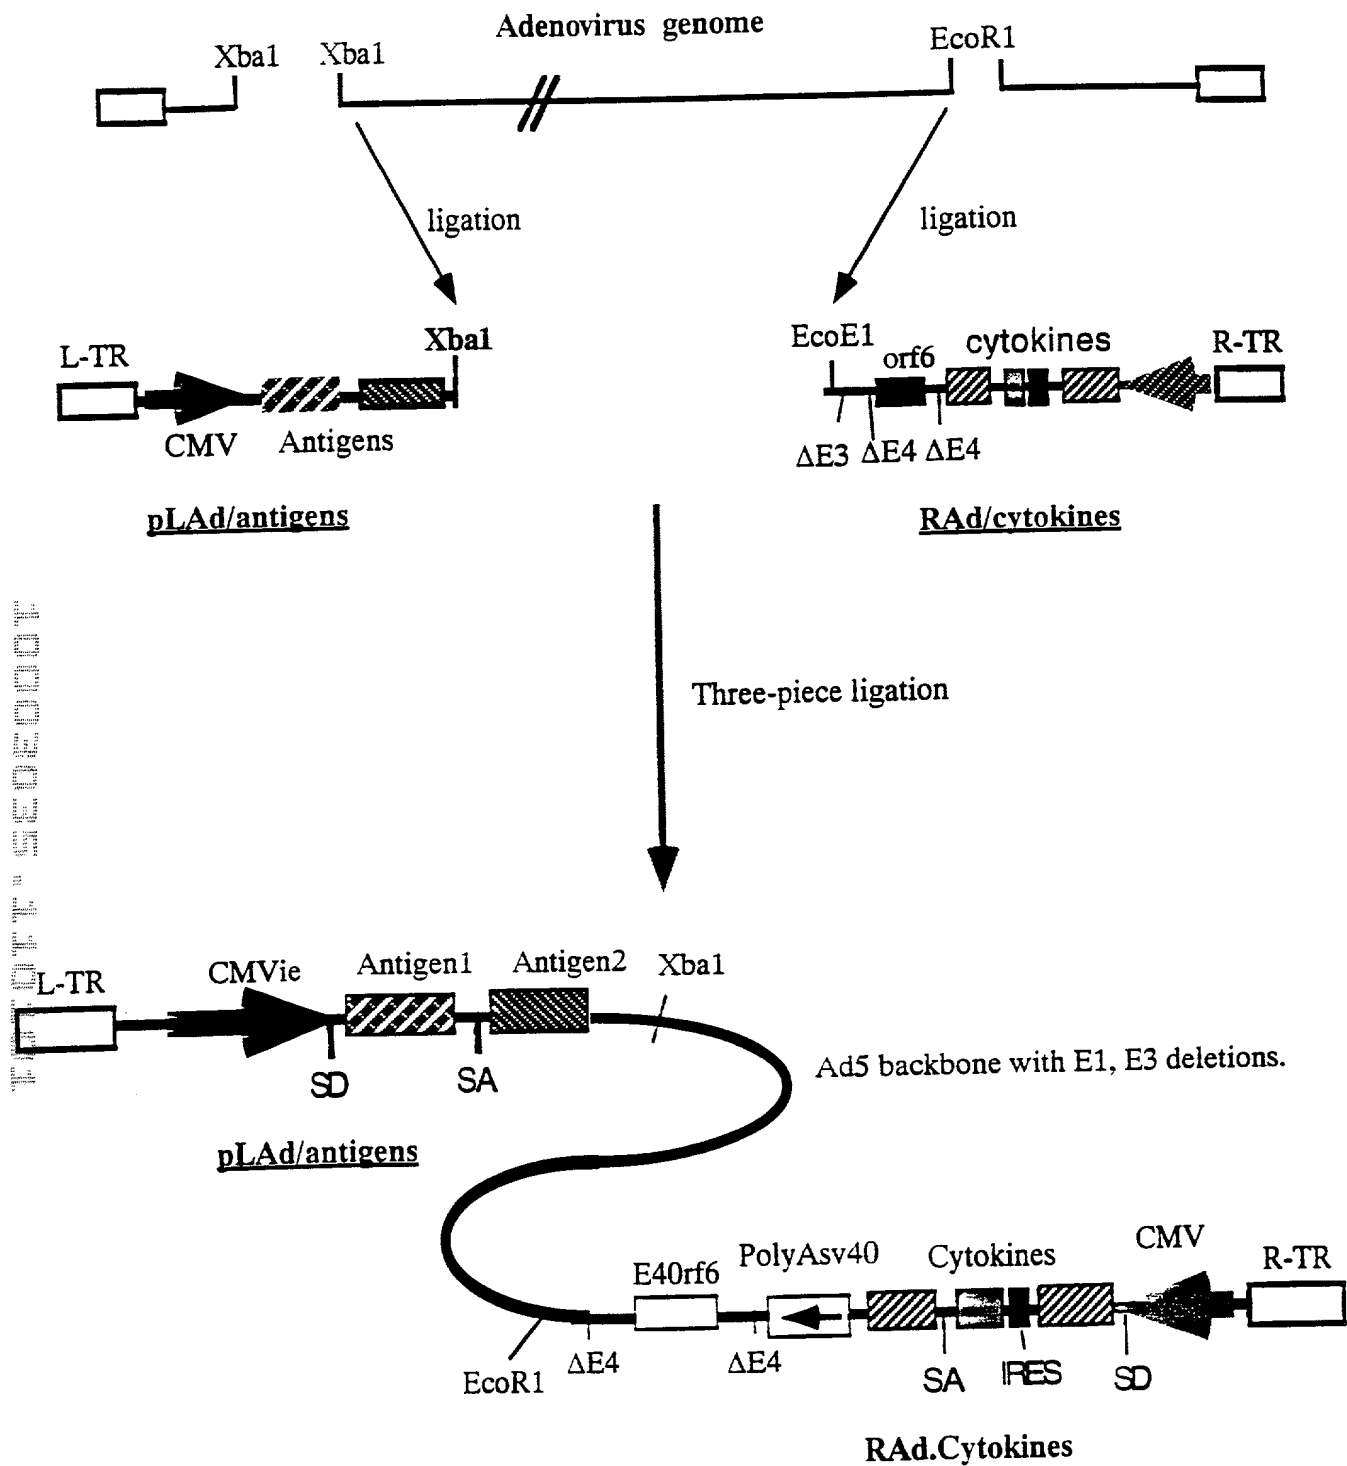 Adenovirus genome
Xba1 Xba1 EcoR1
ligation ligation
Xba1 EcoE1
L-TR orf6 cytokines R-TR
CMV Antigens ΔE3 ΔE4 ΔE4
pLAd/antigens RAd/cytokines
Three-piece ligation
L-TR CMVie Antigen1 Antigen2 Xba1
SD SA
Ad5 backbone with E1, E3 deletions.
pLAd/antigens
E40rf6 PolyAsv40 Cytokines CMV R-TR
EcoR1 ΔE4 ΔE4 SA IRES SD
RAd.Cytokines